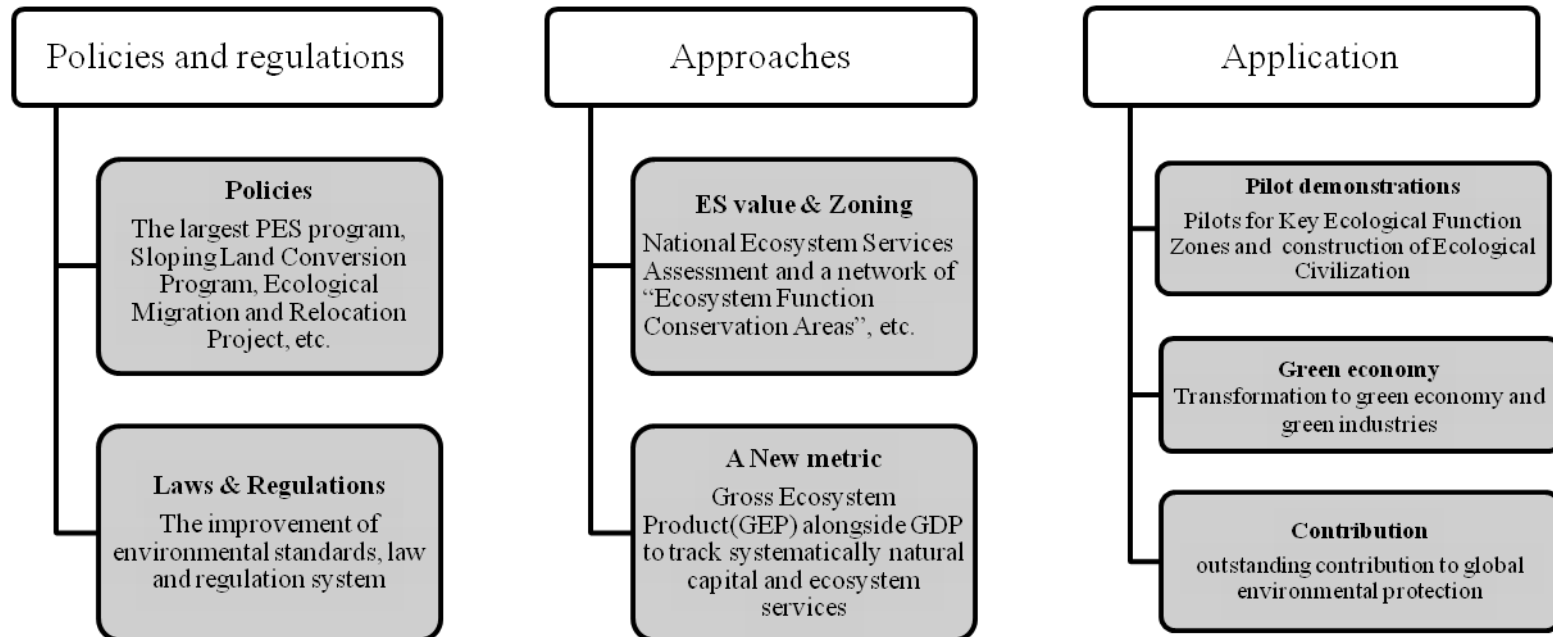 Policies and regulations
Policies
The largest PES program,
Sloping Land Conversion
Program, Ecological
Migration and Relocation
Project, etc.
Laws & Regulations
The improvement of
environmental standards, law
and regulation system
Approaches
ES value & Zoning
National Ecosystem Services
Assessment and a network of
“Ecosystem Function
Conservation Areas”, etc.
A New metric
Gross Ecosystem
Product(GEP) alongside GDP
to track systematically natural
capital and ecosystem
services
Application
Pilot demonstrations
Pilots for Key Ecological Function
Zones and construction of Ecological
Civilization
Green economy
Transformation to green economy and
green industries
Contribution
outstanding contribution to global
environmental protection